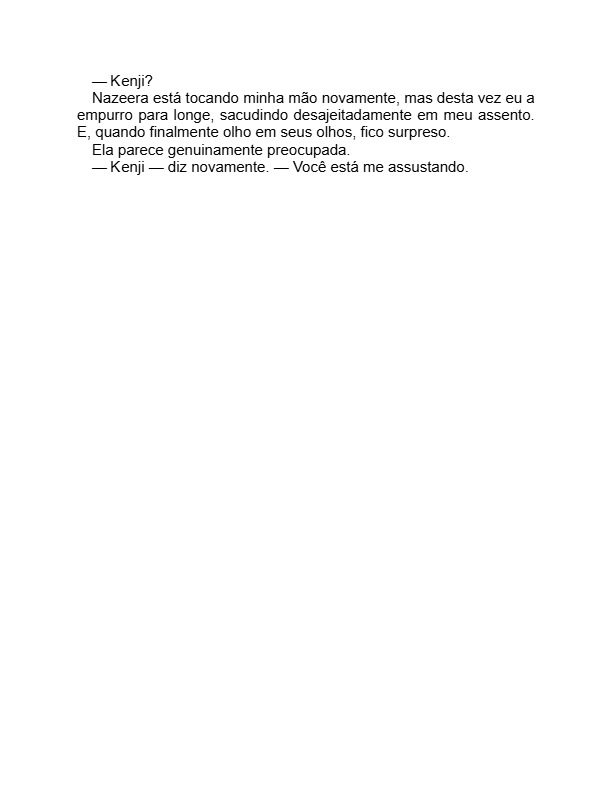 — Kenji?
Nazeera está tocando minha mão novamente, mas desta vez eu a
empurro para longe, sacudindo desajeitadamente em meu assento.
E, quando finalmente olho em seus olhos, fico surpreso.
Ela parece genuinamente preocupada.
— Kenji — diz novamente. — Você está me assustando.